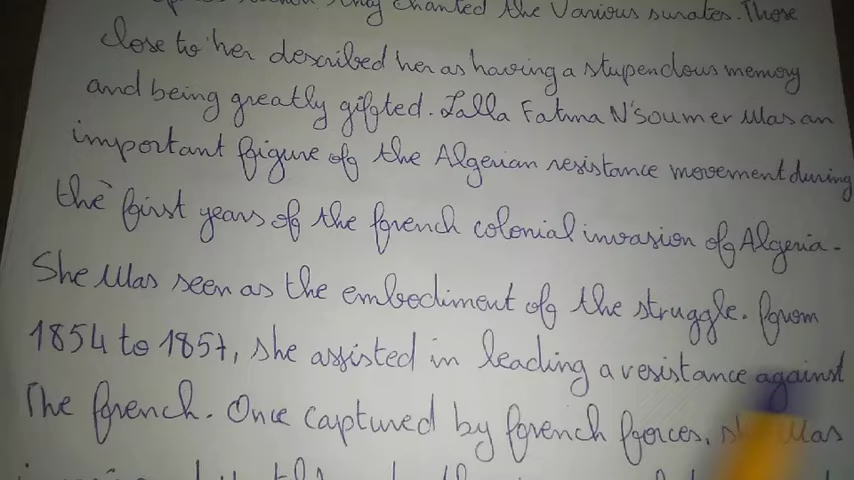 they chanted the Various surates. Those
close to her described her as having a stupendous memory
and being greatly gifted. Lalla Fatma N'Soumer Was an
important figure of the Algerian resistance movement during
the first years of the french colonial invasion of Algeria.
She Was seen as the embodiment of the struggle. from
1854 to 1857, she assisted in leading a resistance against
The french. Once captured by french forces, she Was